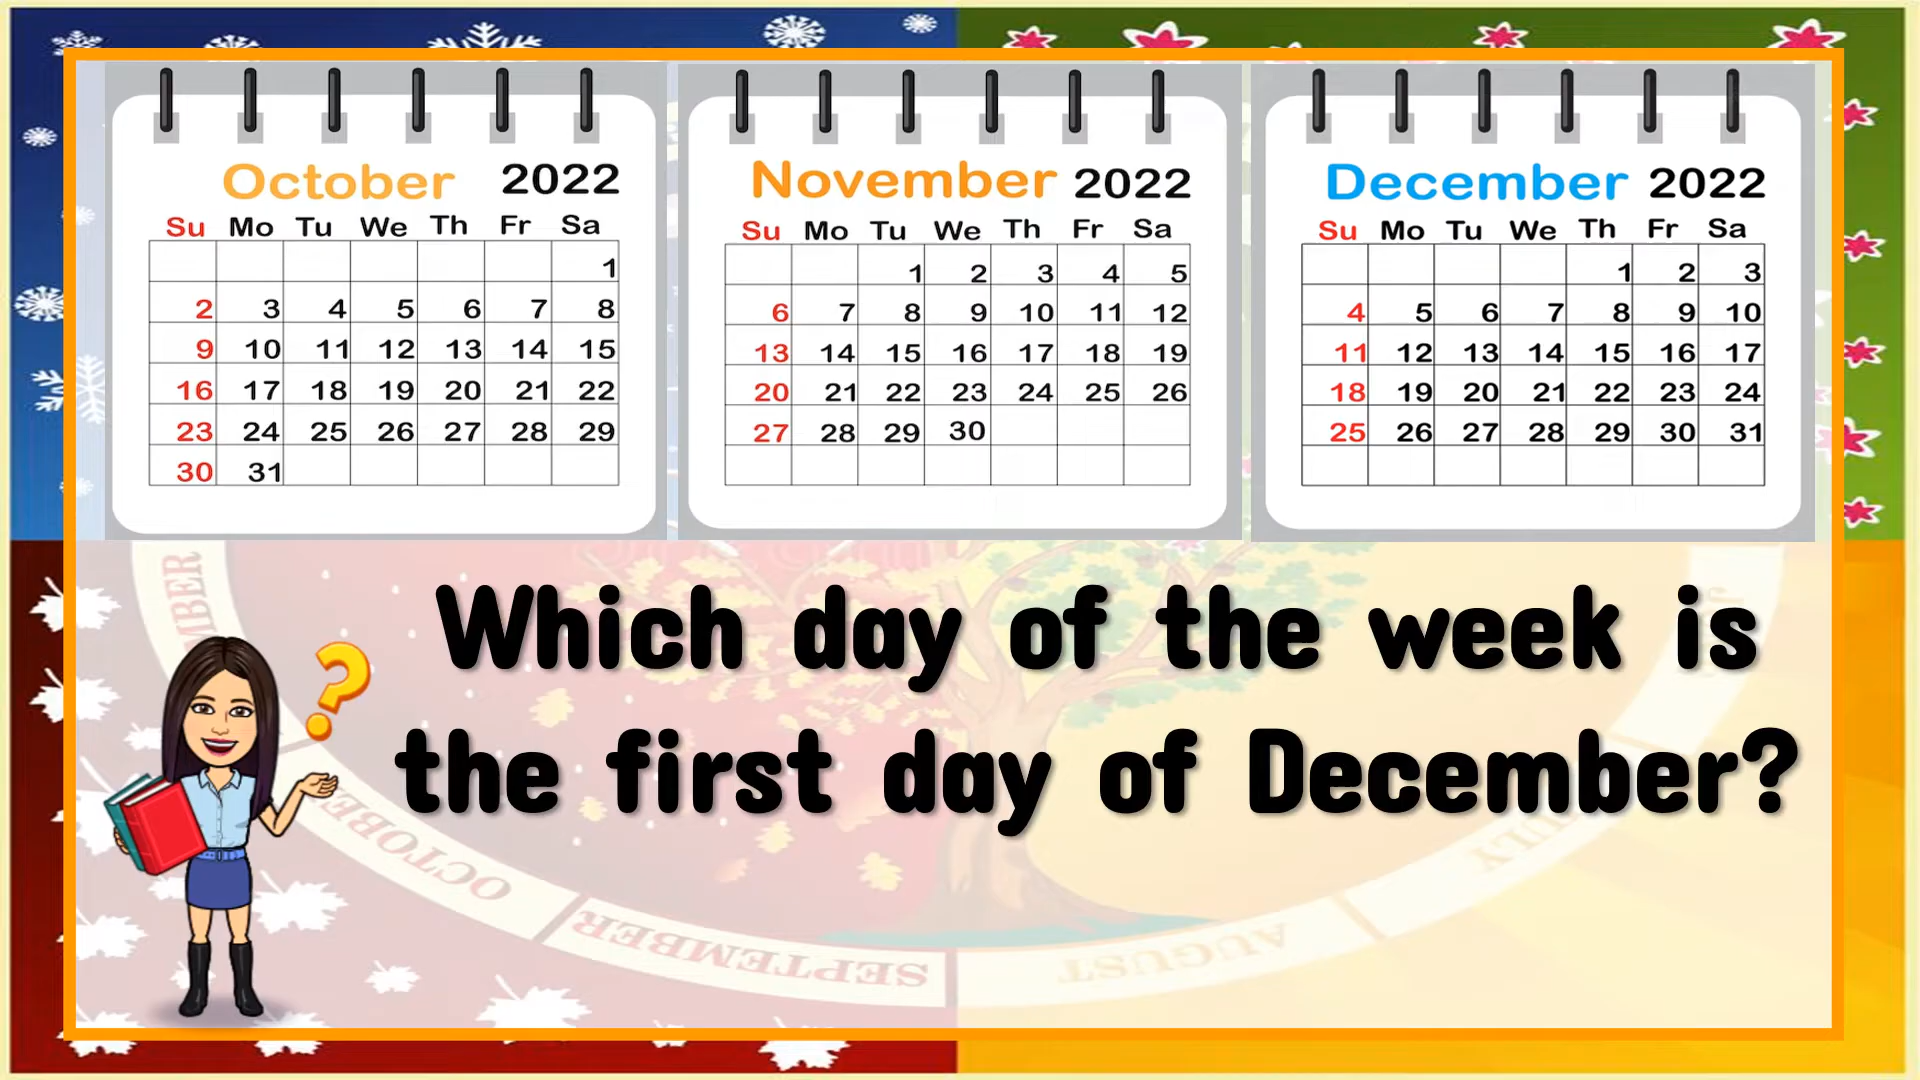 October 2022
Su Mo Tu We Th Fr Sa
1
2 3 4 5 6 7 8
9 10 11 12 13 14 15
16 17 18 19 20 21 22
23 24 25 26 27 28 29
30 31
November 2022
Su Mo Tu We Th Fr Sa
1 2 3 4 5
6 7 8 9 10 11 12
13 14 15 16 17 18 19
20 21 22 23 24 25 26
27 28 29 30
December 2022
Su Mo Tu We Th Fr Sa
1 2 3
4 5 6 7 8 9 10
11 12 13 14 15 16 17
18 19 20 21 22 23 24
25 26 27 28 29 30 31
Which day of the week is
the first day of December?
MBER
OCTOBE
SEPTEMBER
AUGUST
JULY